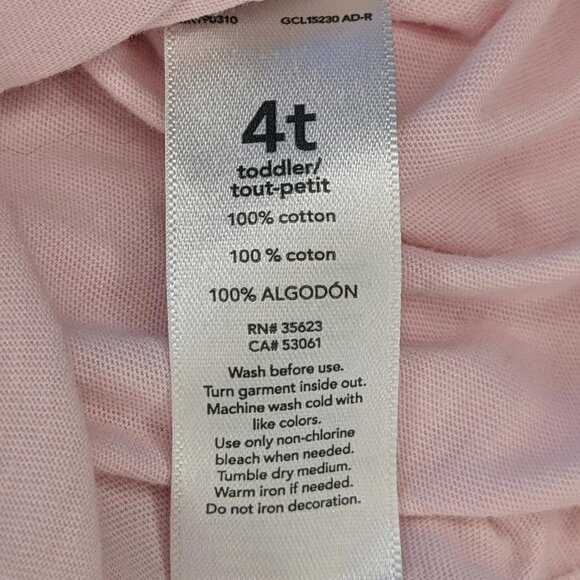 GCL15230 AD-R
4t
toddler/
tout-petit
100% cotton
100 % coton
100% ALGODÓN
RN# 35623
CA# 53061
Wash before use.
Turn garment inside out.
Machine wash cold with
like colors.
Use only non-chlorine
bleach when needed.
Tumble dry medium.
Warm iron if needed.
Do not iron decoration.